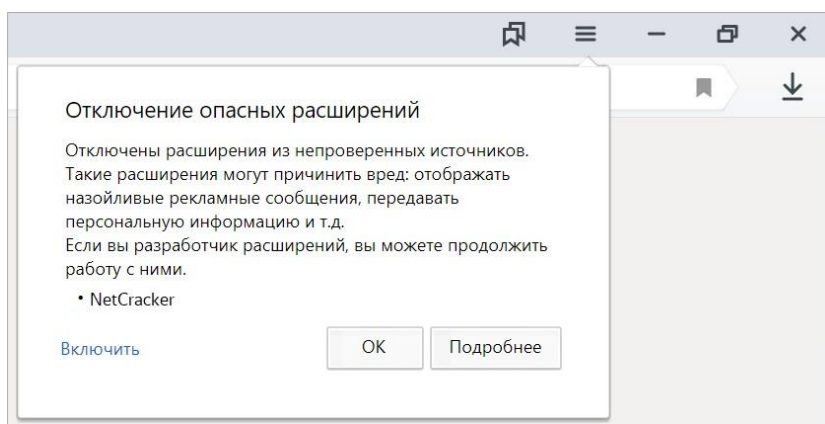 Отключение опасных расширений
Отключены расширения из непроверенных источников.
Такие расширения могут причинить вред: отображать
назойливые рекламные сообщения, передавать
персональную информацию и т.д.
Если вы разработчик расширений, вы можете продолжить
работу с ними.
• NetCracker
Включить
OK
Подробнее